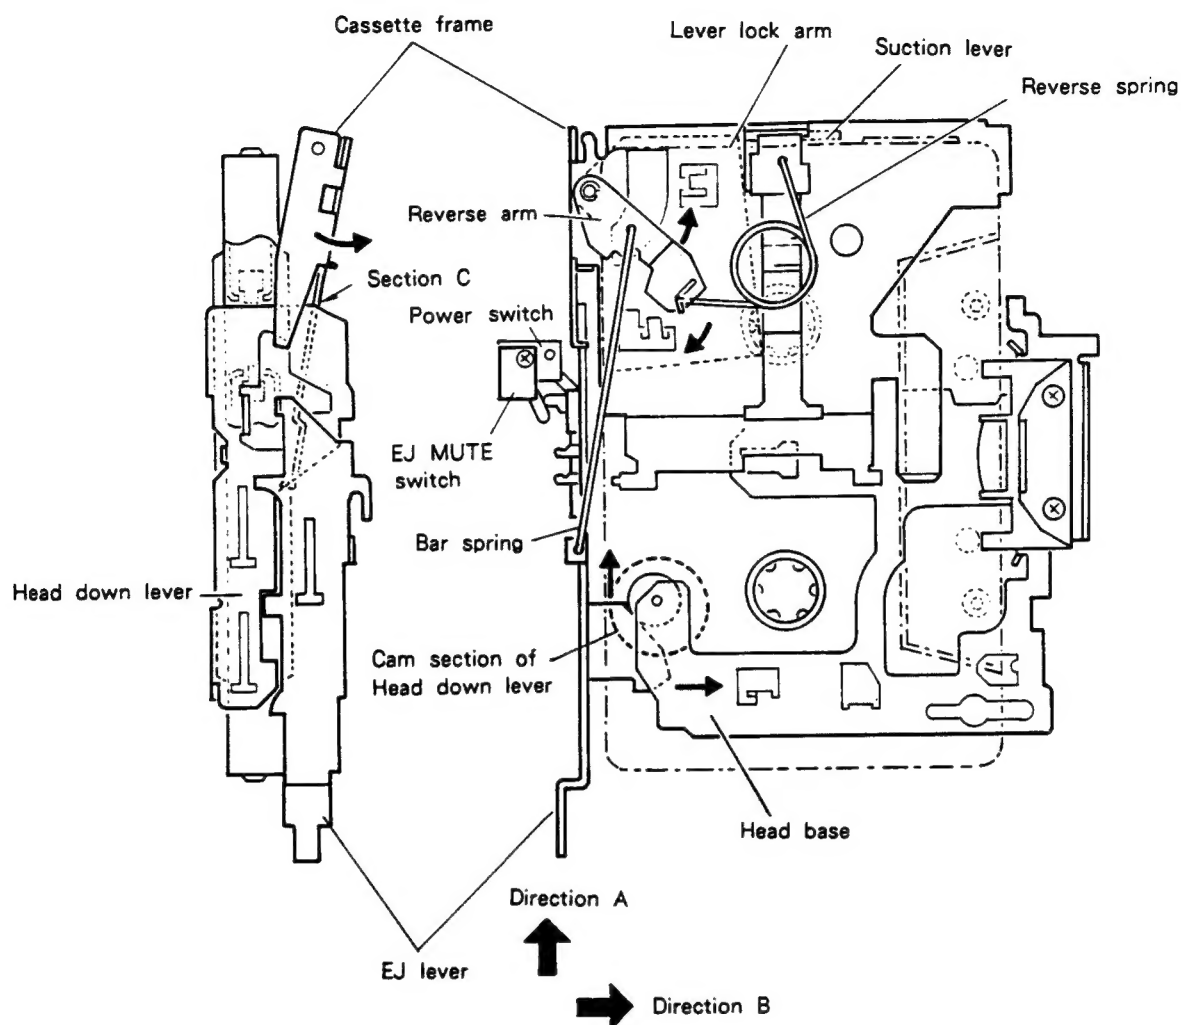 Cassette frame
Lever lock arm
Suction lever
Reverse spring
Reverse arm
Section C
Power switch
EJ MUTE
switch
Bar spring
Head down lever
Cam section of
Head down lever
Head base
Direction A
EJ lever
Direction B